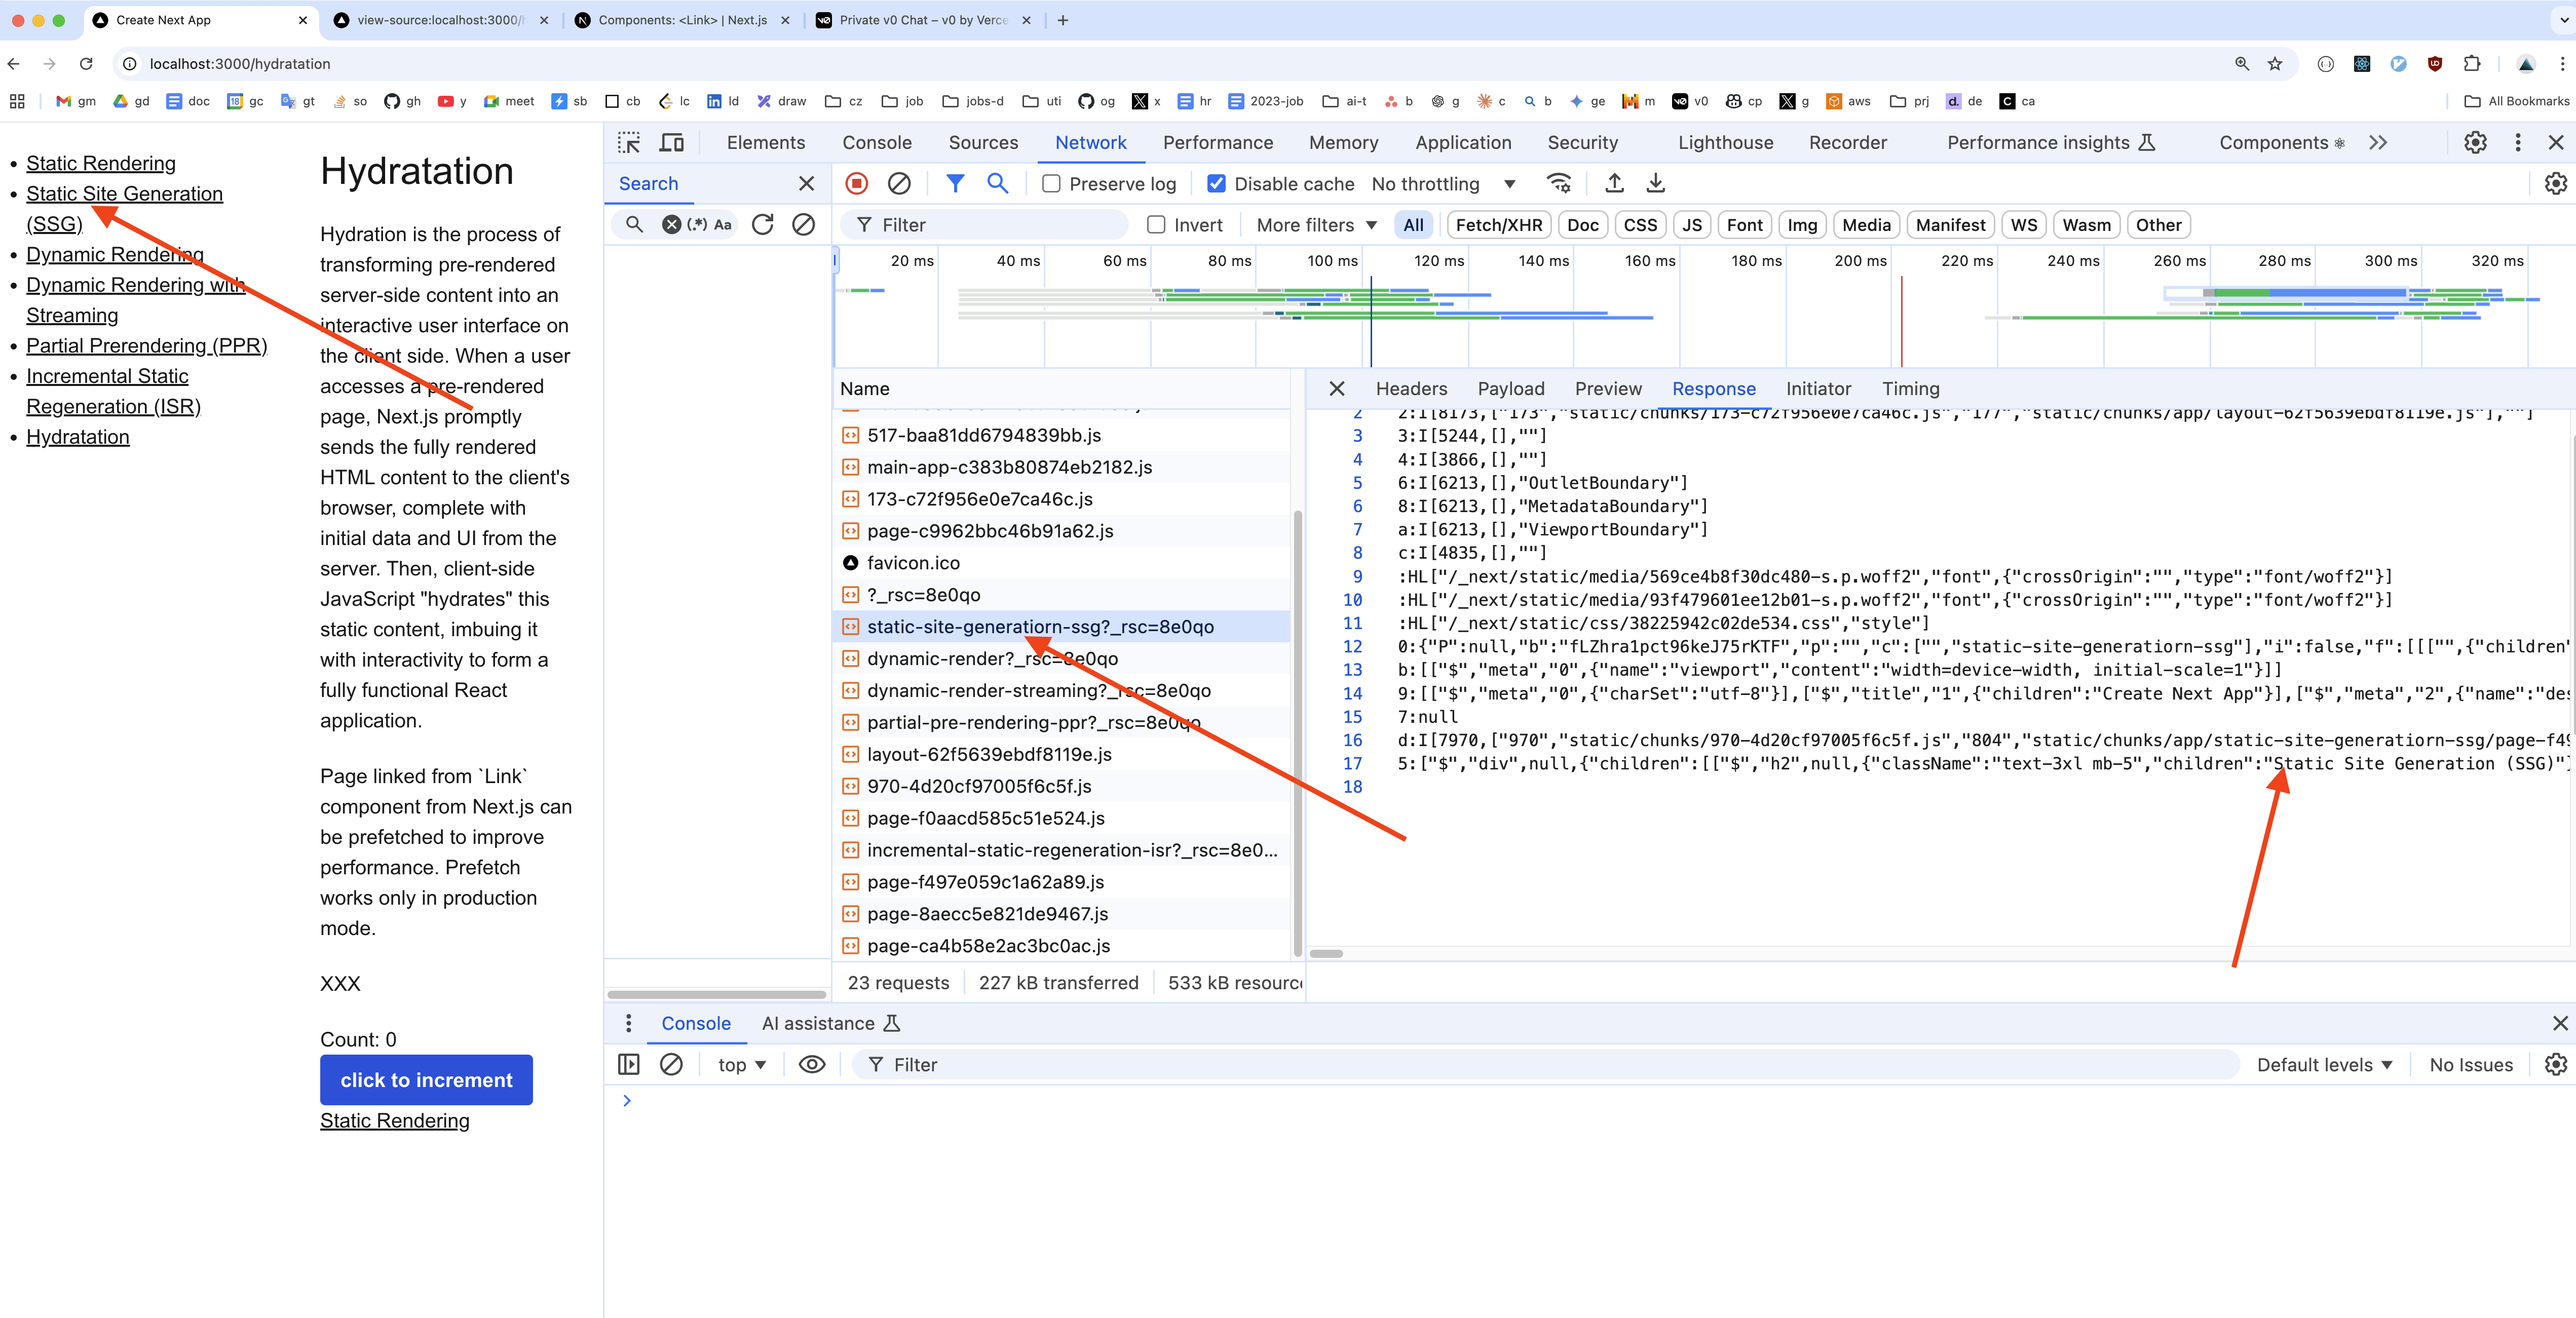 Create Next App
view-source:localhost:3000/h
Components: <Link> | Next.js
Private v0 Chat – v0 by Verce
localhost:3000/hydratation
gm
gd
doc
gc
gt
so
gh
y
meet
sb
cb
lc
ld
draw
cz
job
jobs-d
uti
og
x
hr
2023-job
ai-t
b
g
c
b
ge
m
v0
cp
g
aws
prj
de
ca
All Bookmarks
Static Rendering
Static Site Generation
(SSG)
Dynamic Rendering
Dynamic Rendering with
Streaming
Partial Prerendering (PPR)
Incremental Static
Regeneration (ISR)
Hydratation
Hydratation
Hydration is the process of
transforming pre-rendered
server-side content into an
interactive user interface on
the client side. When a user
accesses a pre-rendered
page, Next.js promptly
sends the fully rendered
HTML content to the client's
browser, complete with
initial data and UI from the
server. Then, client-side
JavaScript "hydrates" this
static content, imbuing it
with interactivity to form a
fully functional React
application.
Page linked from `Link`
component from Next.js can
be prefetched to improve
performance. Prefetch
works only in production
mode.
XXX
Count: 0
click to increment
Static Rendering
Elements
Console
Sources
Network
Performance
Memory
Application
Security
Lighthouse
Recorder
Performance insights
Components
Search
Preserve log
Disable cache
No throttling
(.*) Aa
Filter
Invert
More filters
All
Fetch/XHR
Doc
CSS
JS
Font
Img
Media
Manifest
WS
Wasm
Other
20 ms
40 ms
60 ms
80 ms
100 ms
120 ms
140 ms
160 ms
180 ms
200 ms
220 ms
240 ms
260 ms
280 ms
300 ms
320 ms
Name
517-baa81dd6794839bb.js
main-app-c383b80874eb2182.js
173-c72f956e0e7ca46c.js
page-c9962bbc46b91a62.js
favicon.ico
?_rsc=8e0qo
static-site-generatiorn-ssg?_rsc=8e0qo
dynamic-render?_rsc=8e0qo
dynamic-render-streaming?_rsc=8e0qo
partial-pre-rendering-ppr?_rsc=8e0qo
layout-62f5639ebdf8119e.js
970-4d20cf97005f6c5f.js
page-f0aacd585c51e524.js
incremental-static-regeneration-isr?_rsc=8e0...
page-f497e059c1a62a89.js
page-8aecc5e821de9467.js
page-ca4b58e2ac3bc0ac.js
23 requests
227 kB transferred
533 kB resourc
Headers
Payload
Preview
Response
Initiator
Timing
2 2:I[8173,["173","static/chunks/173-c72f956e0e7ca46c.js","177","static/chunks/app/layout-62f5639ebdf8119e.js"],""]
3 3:I[5244,[],""]
4 4:I[3866,[],""]
5 6:I[6213,[],"OutletBoundary"]
6 8:I[6213,[],"MetadataBoundary"]
7 a:I[6213,[],"ViewportBoundary"]
8 c:I[4835,[],""]
9 :HL["/_next/static/media/569ce4b8f30dc480-s.p.woff2","font",{"crossOrigin":"","type":"font/woff2"}]
10 :HL["/_next/static/media/93f479601ee12b01-s.p.woff2","font",{"crossOrigin":"","type":"font/woff2"}]
11 :HL["/_next/static/css/38225942c02de534.css","style"]
12 0:{"P":null,"b":"fLZhra1pct96keJ75rKTF","p":"","c":["","static-site-generatiorn-ssg"],"i":false,"f":[[["",{"children"
13 b:[["$","meta","0",{"name":"viewport","content":"width=device-width, initial-scale=1"}]]
14 9:[["$","meta","0",{"charSet":"utf-8"}],["$","title","1",{"children":"Create Next App"}],["$","meta","2",{"name":"des
15 7:null
16 d:I[7970,["970","static/chunks/970-4d20cf97005f6c5f.js","804","static/chunks/app/static-site-generatiorn-ssg/page-f49
17 5:["$","div",null,{"children":[["$","h2",null,{"className":"text-3xl mb-5","children":"Static Site Generation (SSG)"]
18
Console
AI assistance
top
Filter
Default levels
No Issues